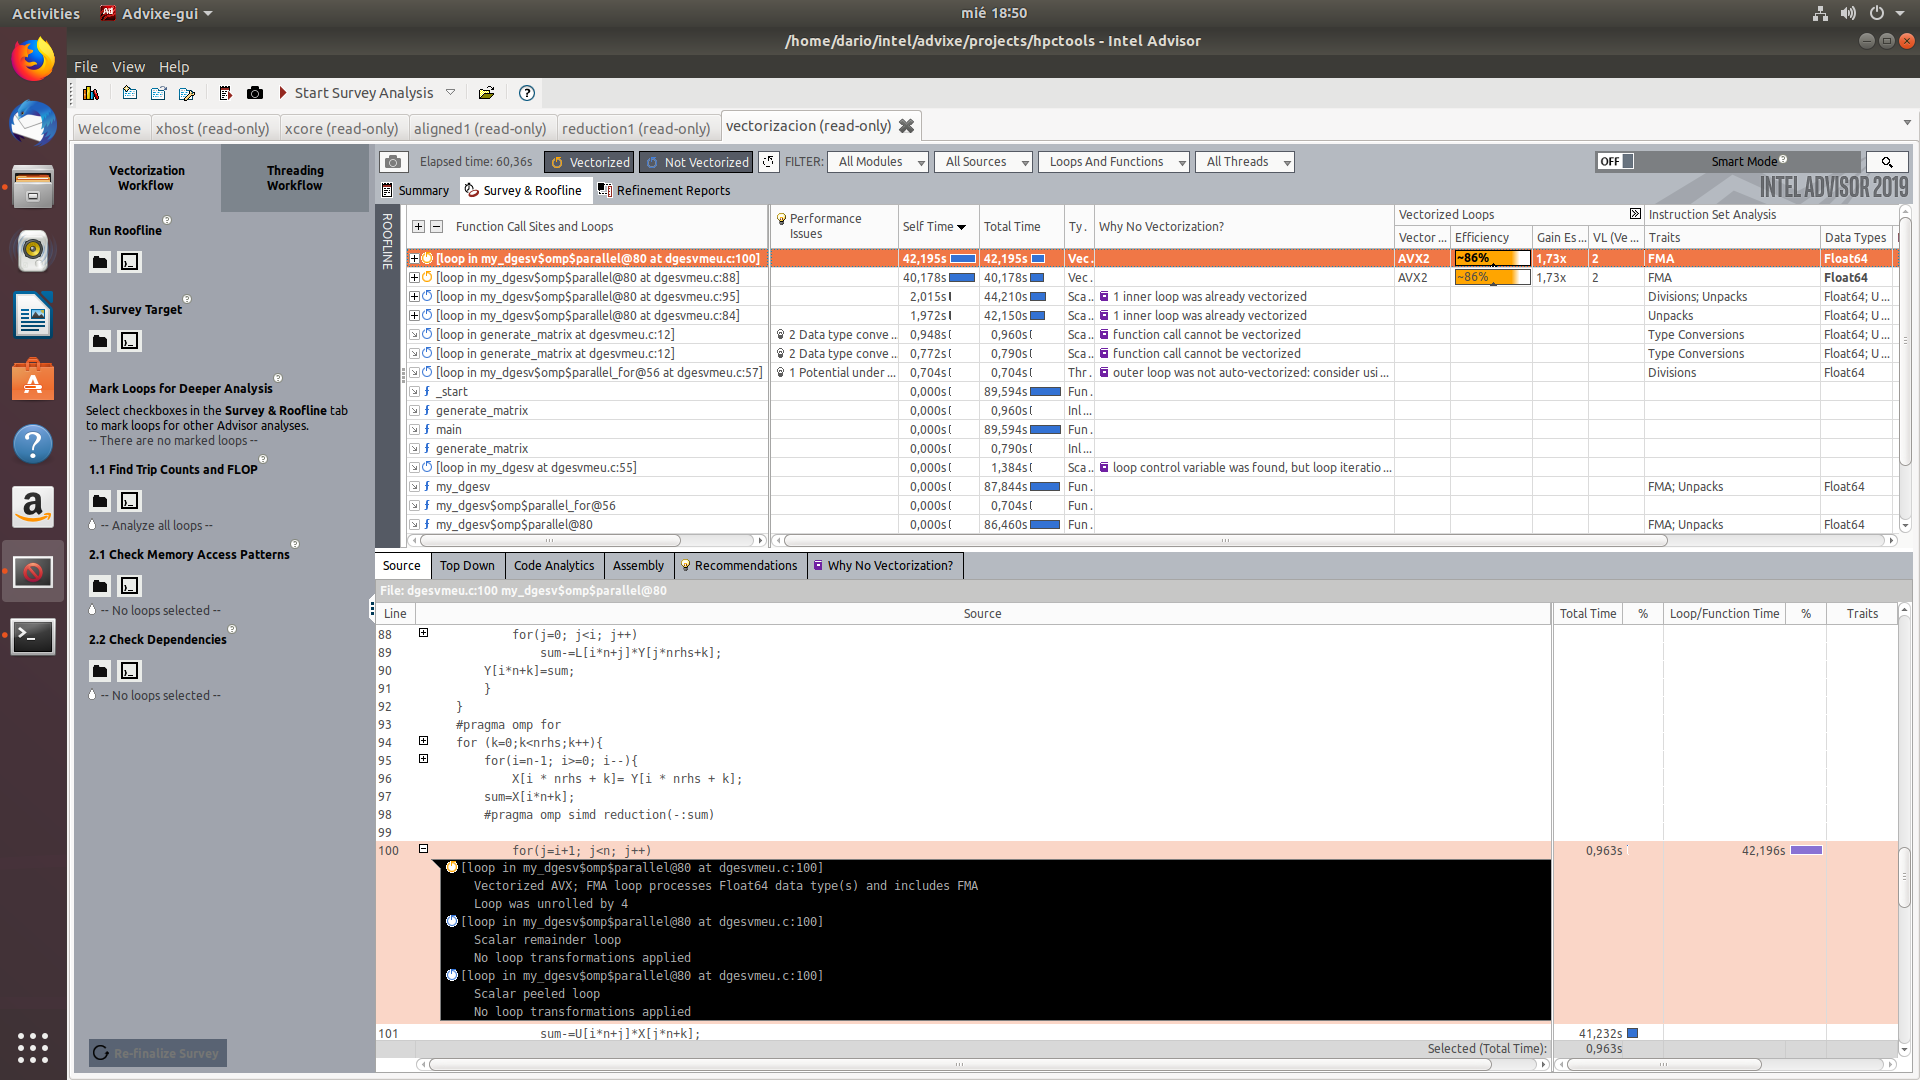 Activities
Advixe-gui
mié 18:50
/home/dario/intel/advixe/projects/hpctools - Intel Advisor
File View Help
Start Survey Analysis
Welcome
xhost (read-only)
xcore (read-only)
aligned1 (read-only)
reduction1 (read-only)
vectorizacion (read-only)
Vectorization Workflow
Threading Workflow
Run Roofline
1. Survey Target
Mark Loops for Deeper Analysis
Select checkboxes in the Survey & Roofline tab
to mark loops for other Advisor analyses.
-- There are no marked loops --
1.1 Find Trip Counts and FLOP
-- Analyze all loops --
2.1 Check Memory Access Patterns
-- No loops selected --
2.2 Check Dependencies
-- No loops selected --
Re-finalize Survey
Elapsed time: 60,36s
Vectorized
Not Vectorized
FILTER:
All Modules
All Sources
Loops And Functions
All Threads
OFF
Smart Mode
Summary
Survey & Roofline
Refinement Reports
INTEL ADVISOR 2019
ROOFLINE
Function Call Sites and Loops
Performance Issues
Self Time
Total Time
Ty.
Why No Vectorization?
Vectorized Loops
Instruction Set Analysis
Vector ... Efficiency Gain Es... VL (Ve... Traits Data Types
[loop in my_dgesv$omp$parallel@80 at dgesvmeu.c:100] 42,195s 42,195s Vec AVX2 ~86% 1,73x 2 FMA Float64
[loop in my_dgesv$omp$parallel@80 at dgesvmeu.c:88] 40,178s 40,178s Vec.. AVX2 ~86% 1,73x 2 FMA Float64
[loop in my_dgesv$omp$parallel@80 at dgesvmeu.c:95] 2,015s 44,210s Sca.. 1 inner loop was already vectorized Divisions; Unpacks Float64; U...
[loop in my_dgesv$omp$parallel@80 at dgesvmeu.c:84] 1,972s 42,150s Sca.. 1 inner loop was already vectorized Unpacks Float64; U...
[loop in generate_matrix at dgesvmeu.c:12] 2 Data type conve... 0,948s 0,960s Sca.. function call cannot be vectorized Type Conversions Float64; U...
[loop in generate_matrix at dgesvmeu.c:12] 2 Data type conve... 0,772s 0,790s Sca.. function call cannot be vectorized Type Conversions Float64; U...
[loop in my_dgesv$omp$parallel_for@56 at dgesvmeu.c:57] 1 Potential under... 0,704s 0,704s Thr.. outer loop was not auto-vectorized: consider usi... Divisions Float64
f _start 0,000s 89,594s Fun.
f generate_matrix 0,000s 0,960s Inl...
f main 0,000s 89,594s Fun.
f generate_matrix 0,000s 0,790s Inl...
[loop in my_dgesv at dgesvmeu.c:55] 0,000s 1,384s Sca.. loop control variable was found, but loop iteratio...
f my_dgesv 0,000s 87,844s Fun. FMA; Unpacks Float64
f my_dgesv$omp$parallel_for@56 0,000s 0,704s Fun.
f my_dgesv$omp$parallel@80 0,000s 86,460s Fun. FMA; Unpacks Float64
Source
Top Down
Code Analytics
Assembly
Recommendations
Why No Vectorization?
File: dgesvmeu.c:100 my_dgesv$omp$parallel@80
Line Source Total Time % Loop/Function Time % Traits
88 for(j=0; j<i; j++)
89 sum-=L[i*n+j]*Y[j*nrhs+k];
90 Y[i*n+k]=sum;
91 }
92 }
93 #pragma omp for
94 for (k=0;k<nrhs;k++){
95 for(i=n-1; i>=0; i--){
96 X[i * nrhs + k]= Y[i * nrhs + k];
97 sum=X[i*n+k];
98 #pragma omp simd reduction(-:sum)
99
100 for(j=i+1; j<n; j++) 0,963s 42,196s
[loop in my_dgesv$omp$parallel@80 at dgesvmeu.c:100]
Vectorized AVX; FMA loop processes Float64 data type(s) and includes FMA
Loop was unrolled by 4
[loop in my_dgesv$omp$parallel@80 at dgesvmeu.c:100]
Scalar remainder loop
No loop transformations applied
[loop in my_dgesv$omp$parallel@80 at dgesvmeu.c:100]
Scalar peeled loop
No loop transformations applied
101 sum-=U[i*n+j]*X[j*n+k]; 41,232s
Selected (Total Time): 0,963s